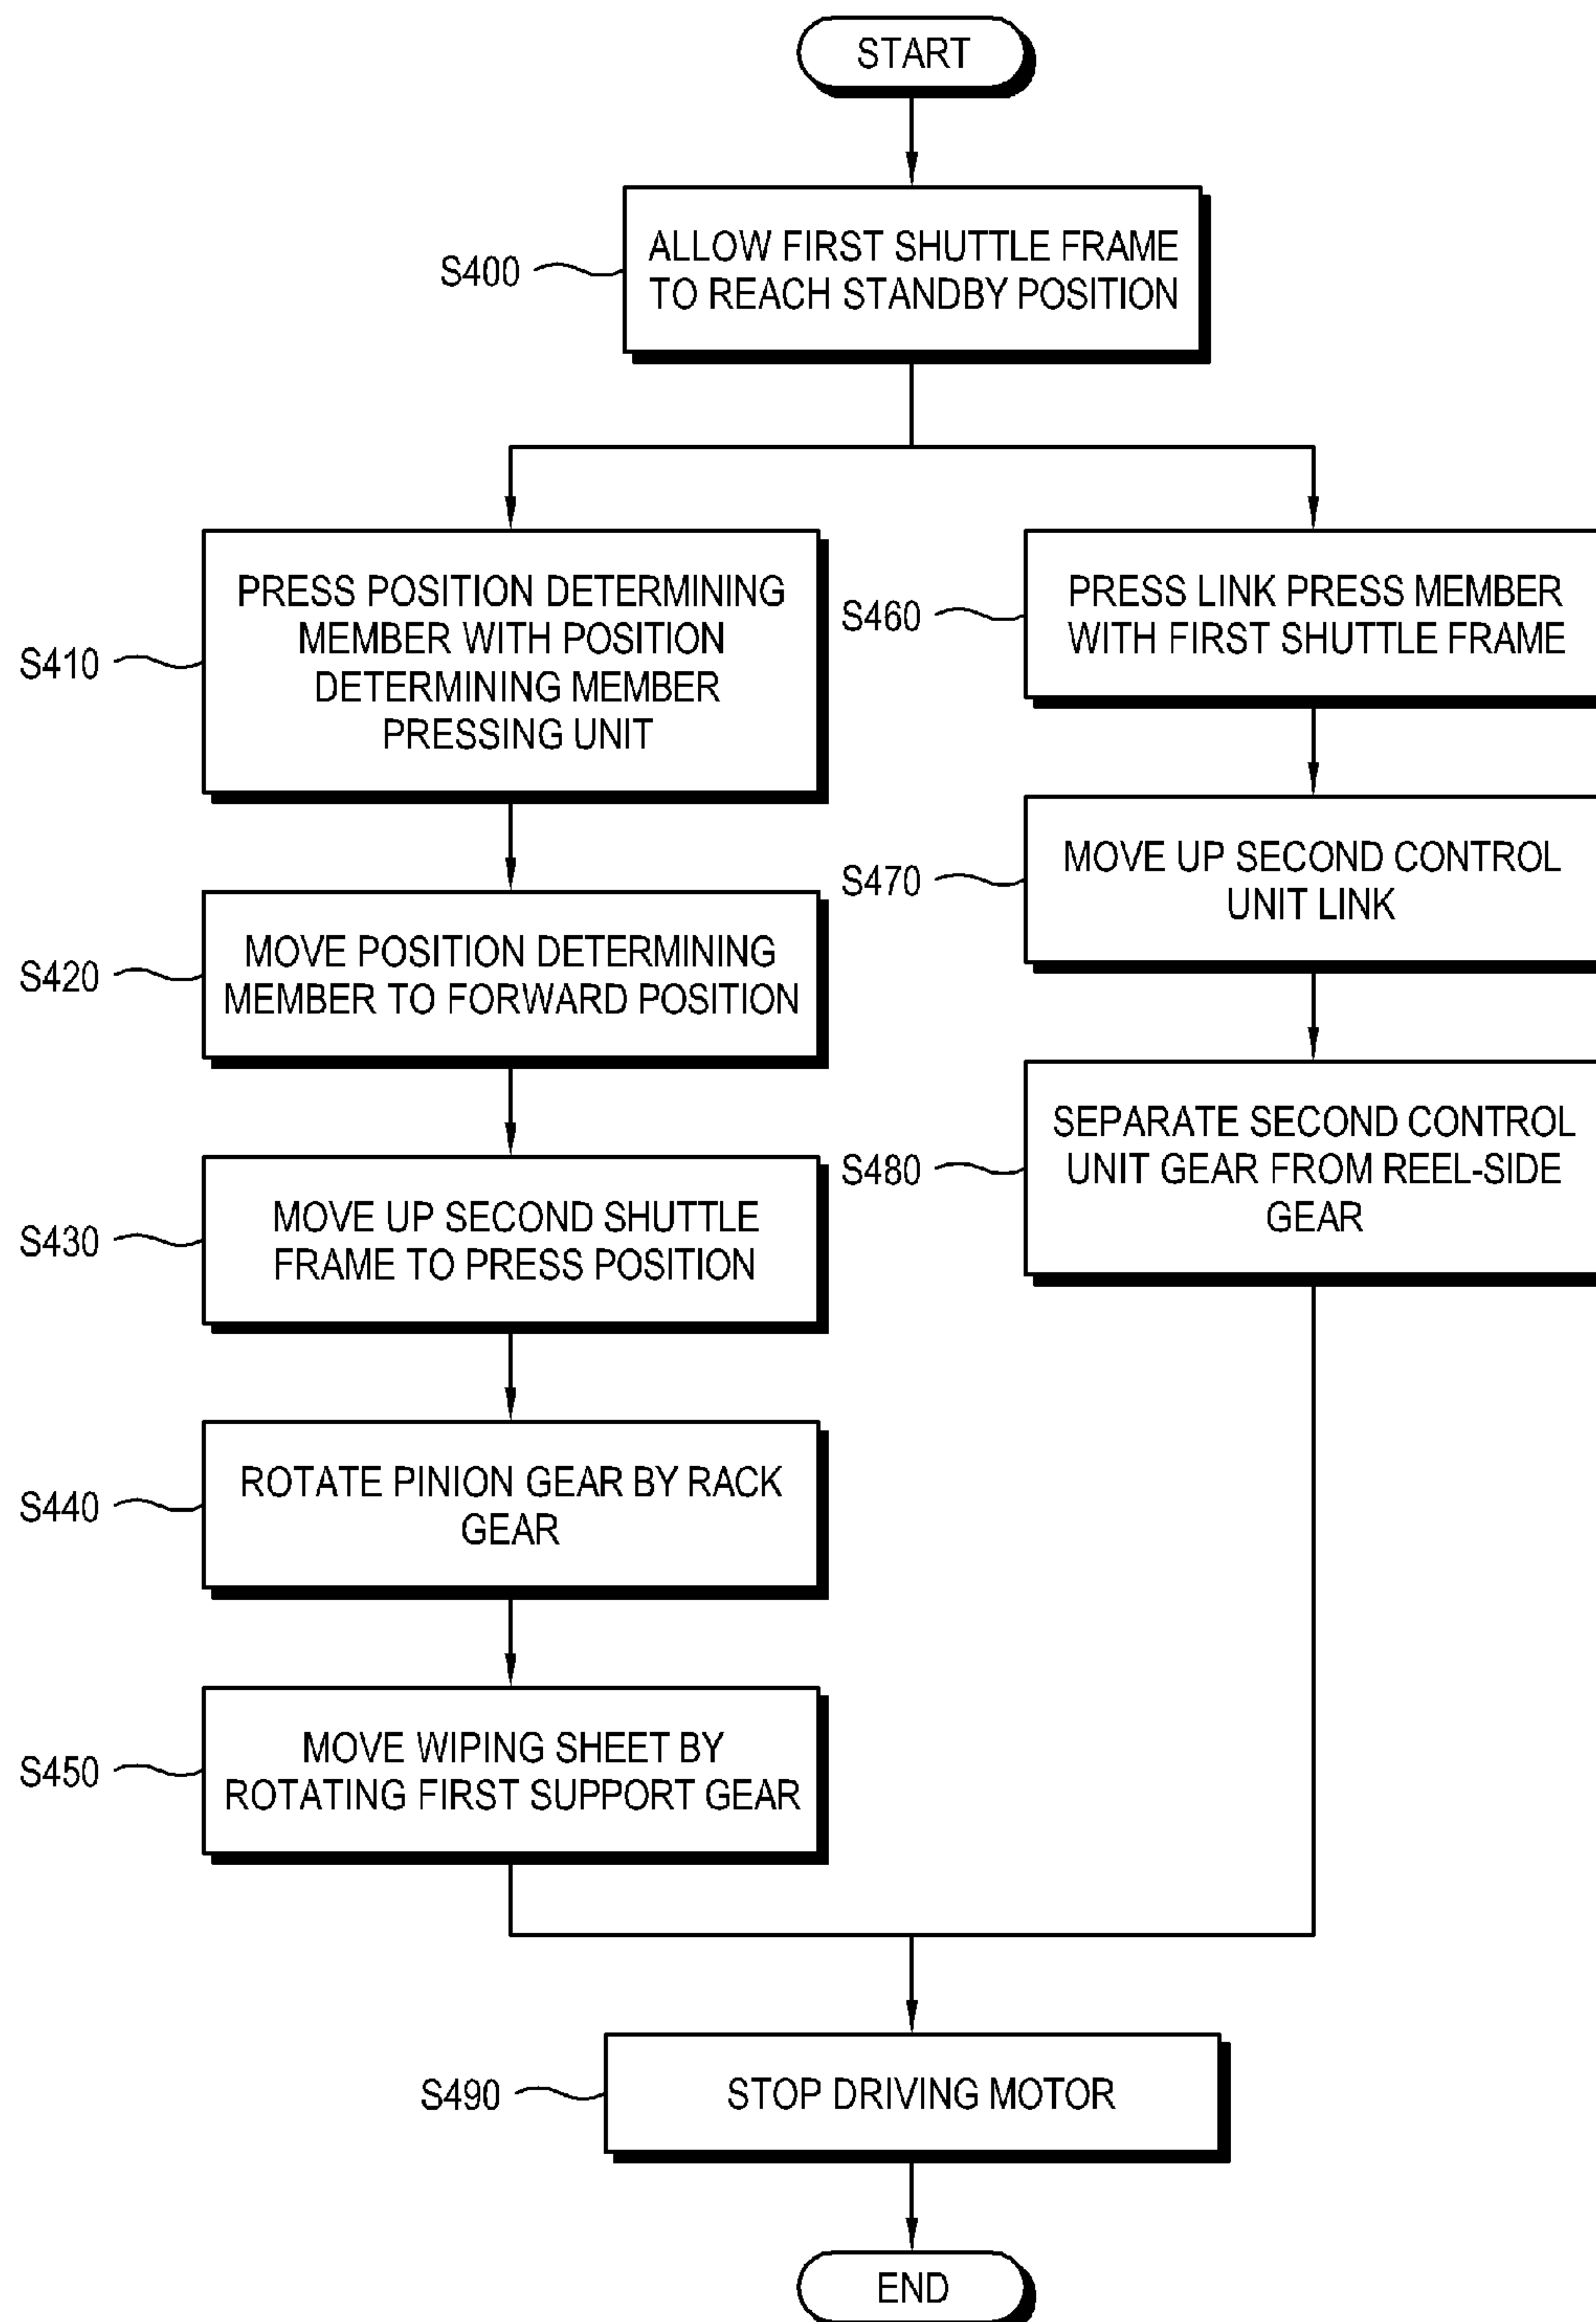 START
S400
ALLOW FIRST SHUTTLE FRAME
TO REACH STANDBY POSITION
S410
PRESS POSITION DETERMINING
MEMBER WITH POSITION
DETERMINING MEMBER
PRESSING UNIT
S420
MOVE POSITION DETERMINING
MEMBER TO FORWARD POSITION
S430
MOVE UP SECOND SHUTTLE
FRAME TO PRESS POSITION
S440
ROTATE PINION GEAR BY RACK
GEAR
S450
MOVE WIPING SHEET BY
ROTATING FIRST SUPPORT GEAR
S460
PRESS LINK PRESS MEMBER
WITH FIRST SHUTTLE FRAME
S470
MOVE UP SECOND CONTROL
UNIT LINK
S480
SEPARATE SECOND CONTROL
UNIT GEAR FROM REEL-SIDE
GEAR
S490
STOP DRIVING MOTOR
END